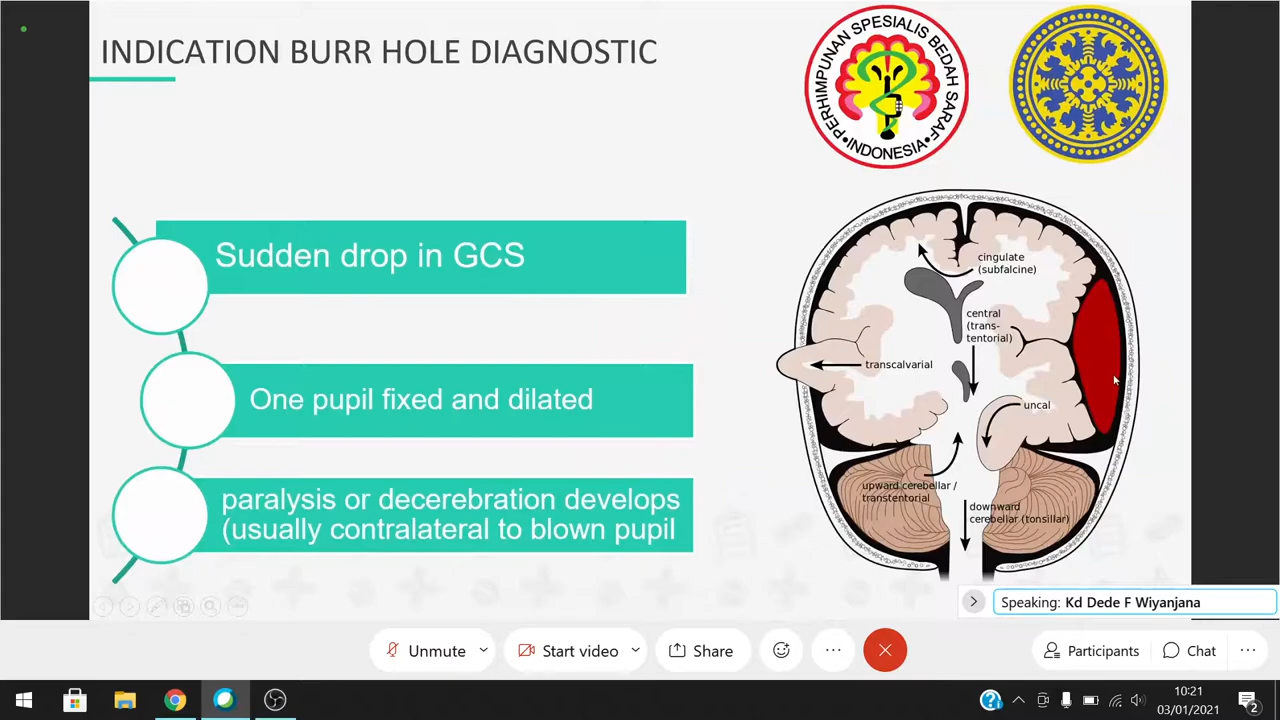 INDICATION BURR HOLE DIAGNOSTIC
PERHIMPUNAN SPESIALIS BEDAH SARAF
•INDONESIA•
Sudden drop in GCS
One pupil fixed and dilated
paralysis or decerebration develops
(usually contralateral to blown pupil
cingulate
(subfalcine)
central
(trans-
tentorial)
transcalvarial
uncal
upward cerebellar /
transtentorial
downward
cerebellar (tonsillar)
Speaking: Kd Dede F Wiyanjana
Unmute
Start video
Share
Participants
Chat
10:21
03/01/2021
2